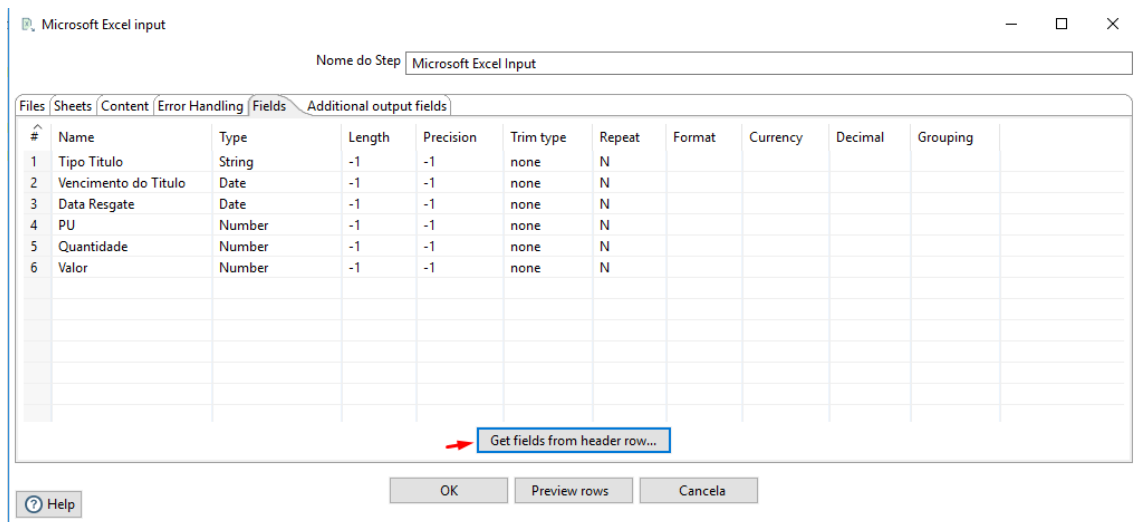 Microsoft Excel input
Nome do Step Microsoft Excel Input
Files Sheets Content Error Handling Fields Additional output fields
# Name Type Length Precision Trim type Repeat Format Currency Decimal Grouping
1 Tipo Titulo String -1 -1 none N
2 Vencimento do Titulo Date -1 -1 none N
3 Data Resgate Date -1 -1 none N
4 PU Number -1 -1 none N
5 Quantidade Number -1 -1 none N
6 Valor Number -1 -1 none N
Get fields from header row...
OK Preview rows Cancela
? Help